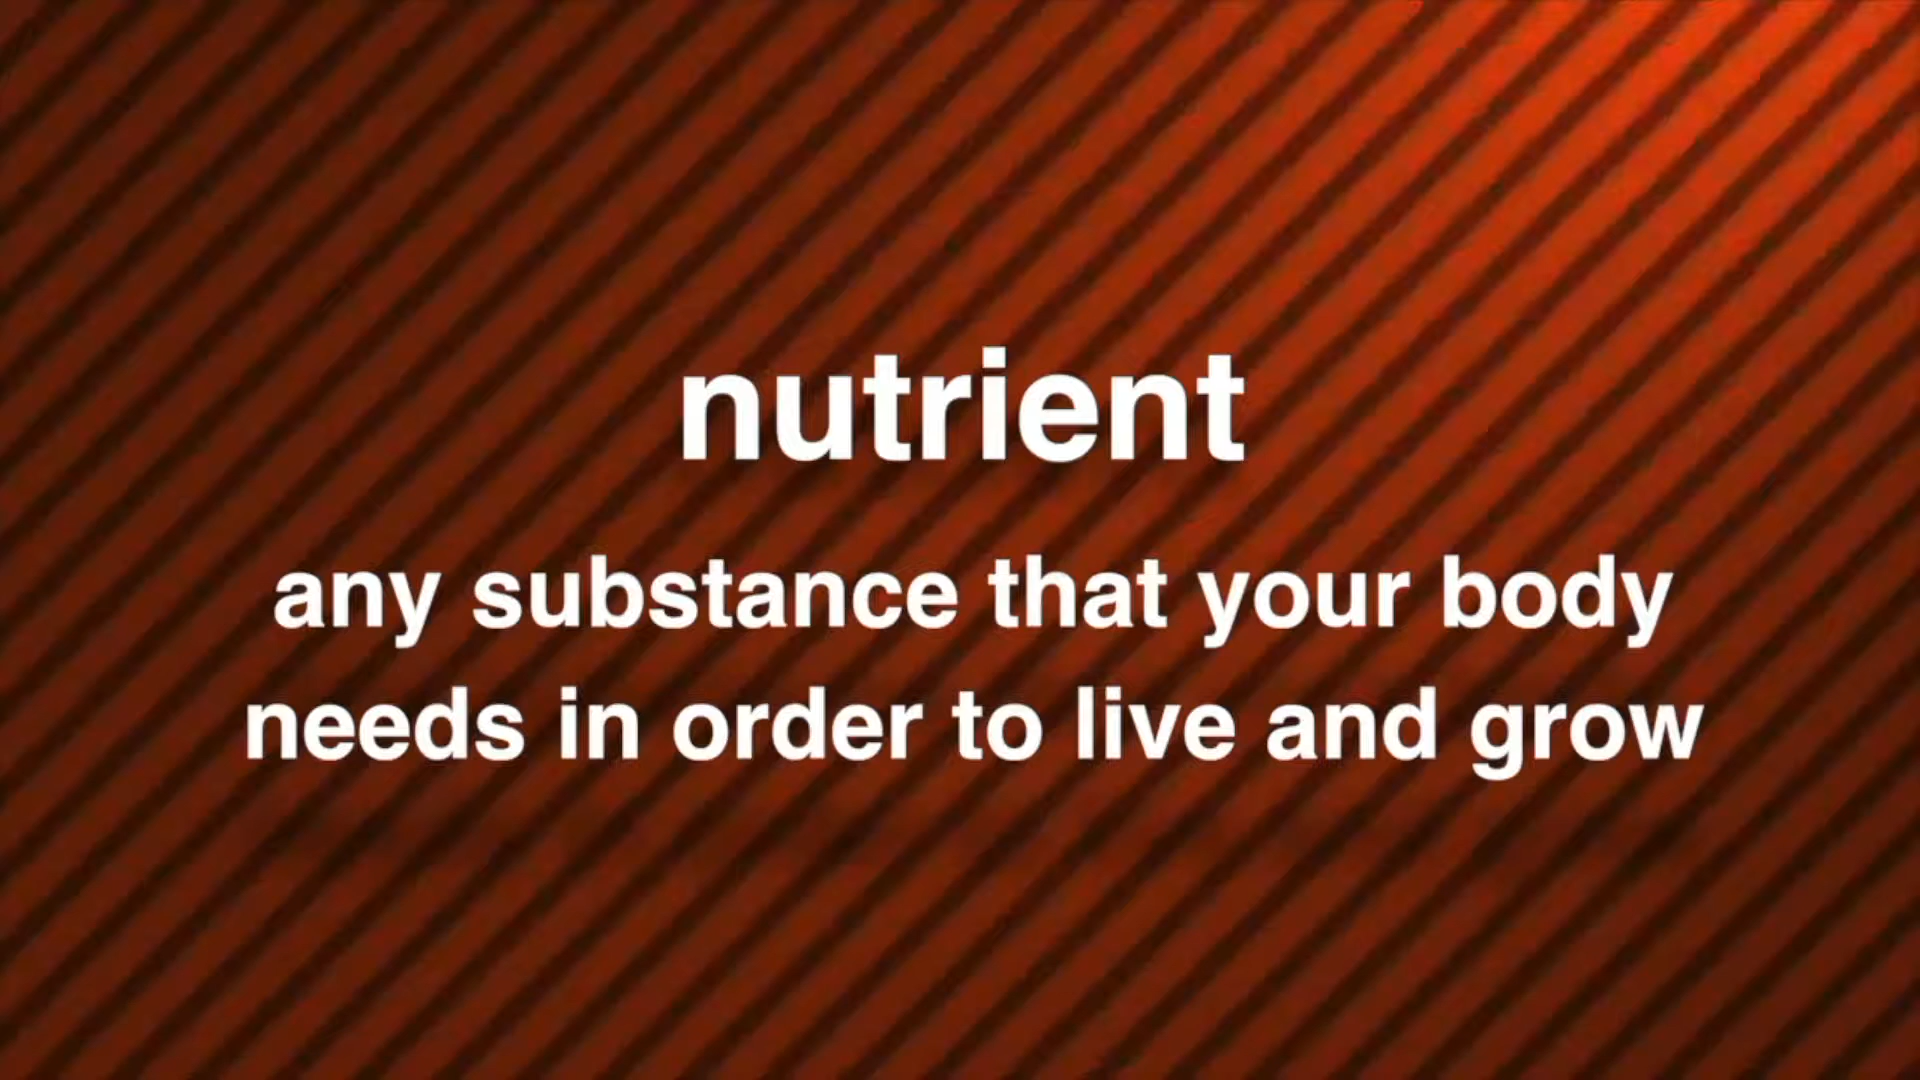 nutrient
any substance that your body
needs in order to live and grow